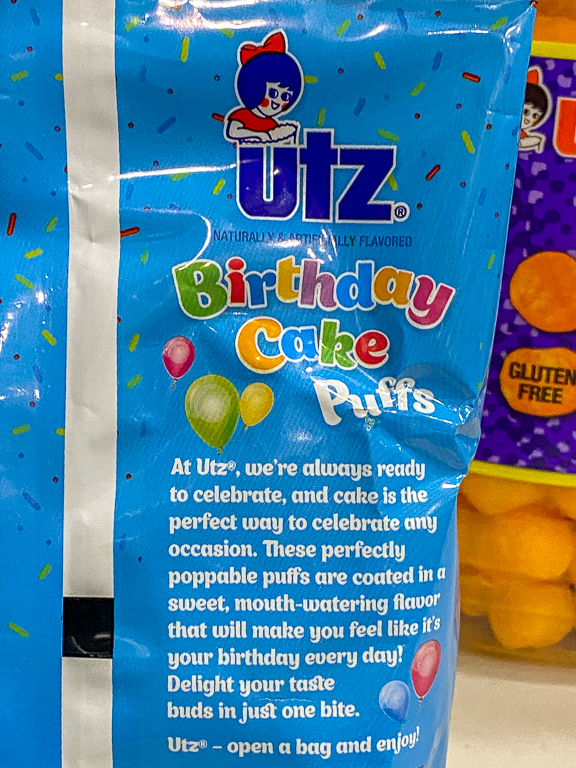 utz®
NATURALLY & ARTIFICIALLY FLAVORED
Birthday
Cake
Puffs
At Utz®, we're always ready
to celebrate, and cake is the
perfect way to celebrate any
occasion. These perfectly
poppable puffs are coated in a
sweet, mouth-watering flavor
that will make you feel like it's
your birthday every day!
Delight your taste
buds in just one bite.
Utz® – open a bag and enjoy!
GLUTEN
FREE